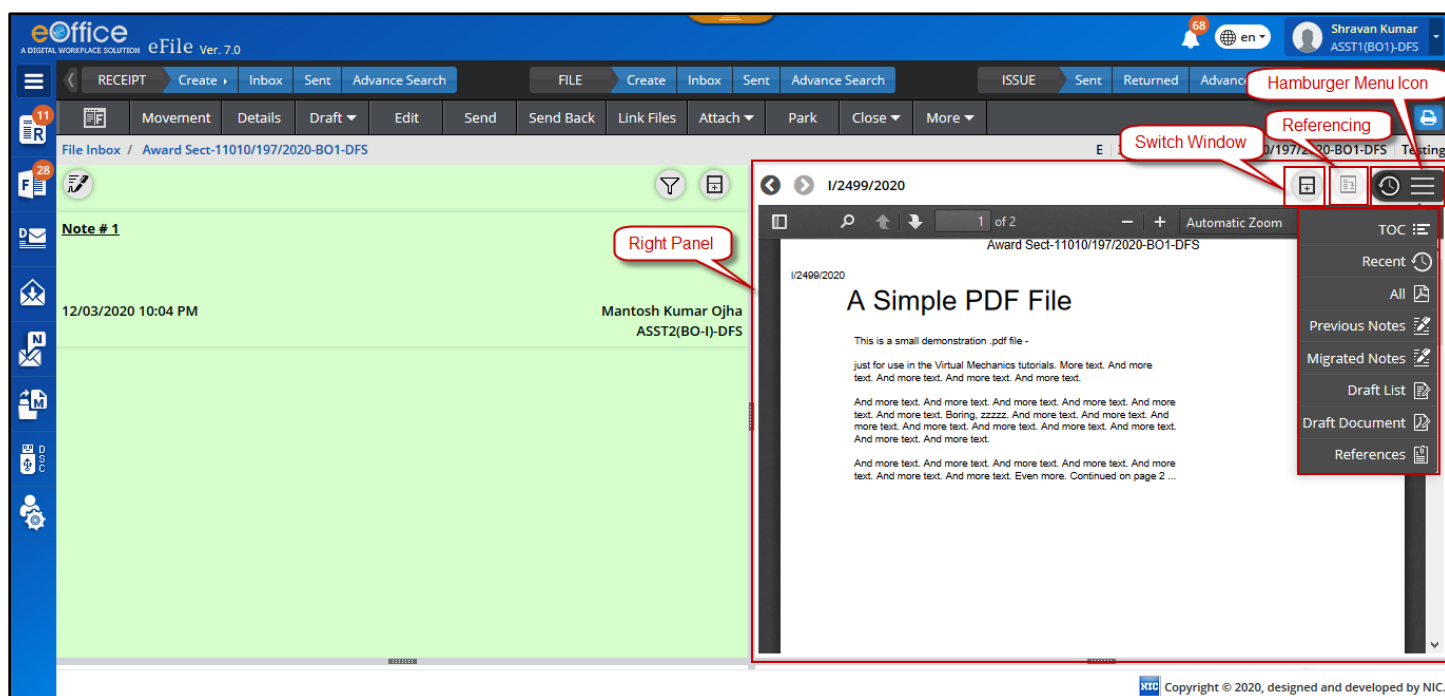 eOffice
A DIGITAL WORKPLACE SOLUTION eFile Ver. 7.0
68
en
Shravan Kumar
ASST1(BO1)-DFS
RECEIPT Create Inbox Sent Advance Search FILE Create Inbox Sent Advance Search ISSUE Sent Returned
Hamburger Menu Icon
11
R
F Movement Details Draft Edit Send Send Back Link Files Attach Park Close More
Referencing
Switch Window
File Inbox / Award Sect-11010/197/2020-BO1-DFS E /197/2020-BO1-DFS Testing
28
F
I/2499/2020
1 of 2 Automatic Zoom
D
Note # 1
Right Panel
Award Sect-11010/197/2020-BO1-DFS
I/2499/2020
A Simple PDF File
This is a small demonstration .pdf file -
just for use in the Virtual Mechanics tutorials. More text. And more
text. And more text. And more text. And more text.
And more text. And more text. And more text. And more text. And more
text. And more text. Boring, zzzzz. And more text. And more text. And
more text. And more text. And more text. And more text. And more text.
And more text. And more text.
And more text. And more text. And more text. And more text. And more
text. And more text. And more text. Even more. Continued on page 2 ...
TOC
Recent
All
Previous Notes
Migrated Notes
Draft List
Draft Document
References
12/03/2020 10:04 PM
Mantosh Kumar Ojha
ASST2(BO-I)-DFS
N
M
DSC
NIC Copyright © 2020, designed and developed by NIC.